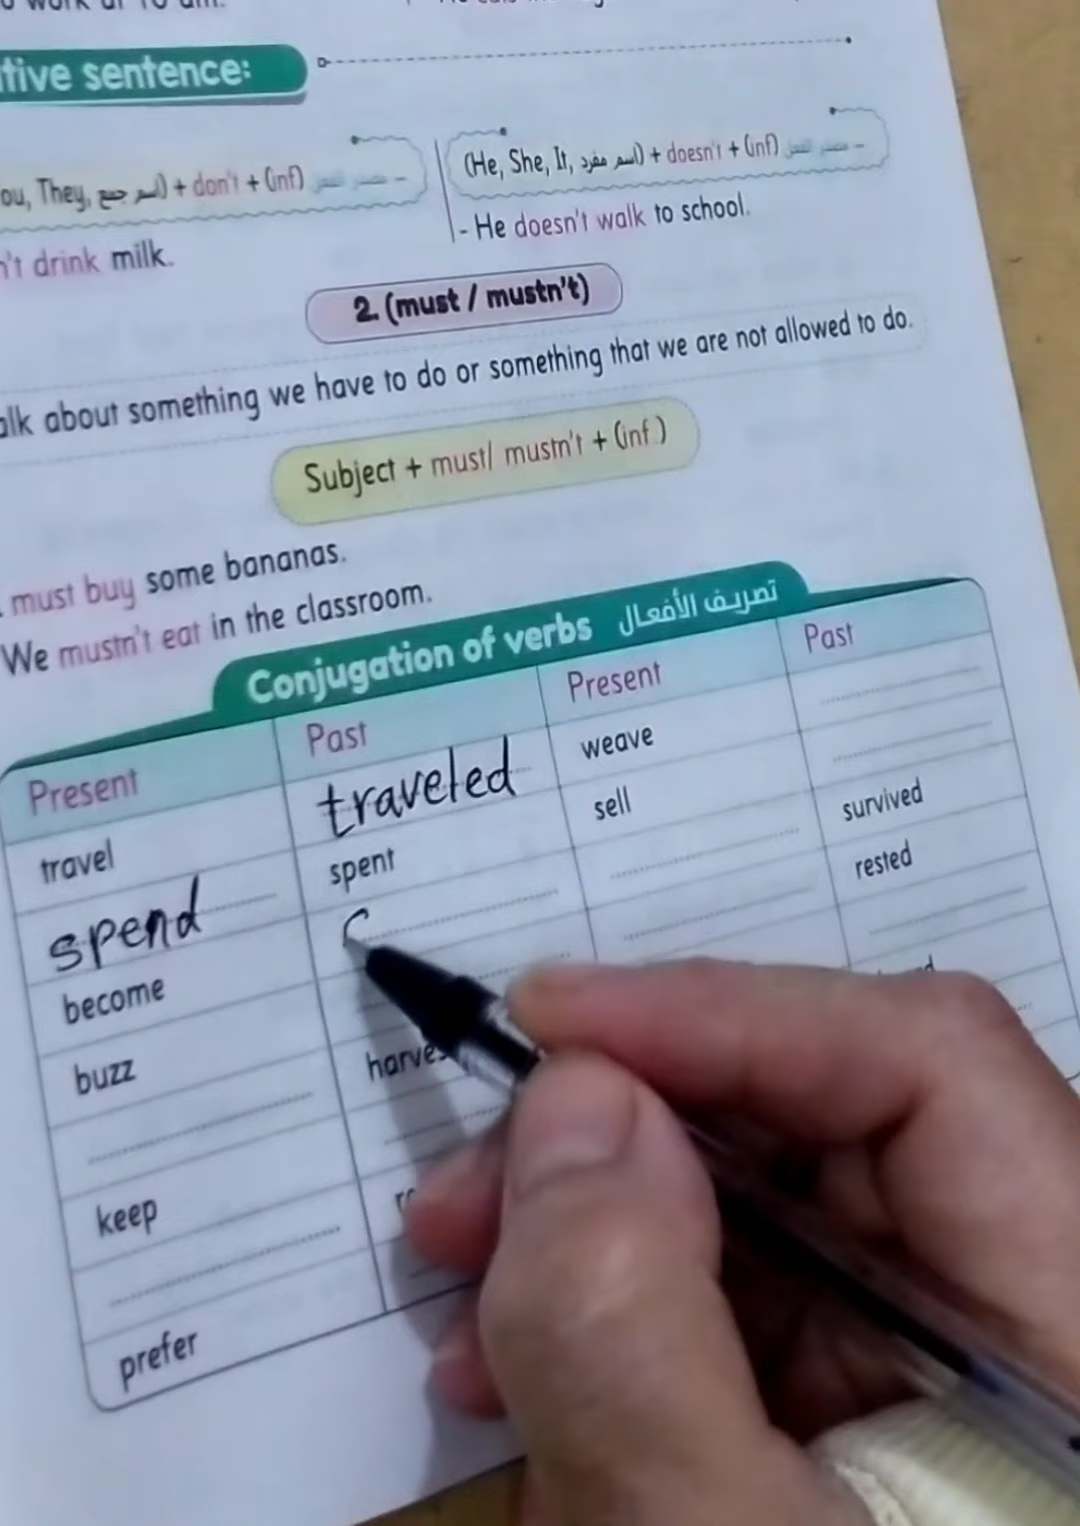 tive sentence:
ou, They, اسم جمع) + don't + (inf) مصدر الفعل -
(He, She, It, اسم مفرد) + doesn't + (inf) مصدر الفعل -
n't drink milk.
- He doesn't walk to school.
2. (must / mustn't)
alk about something we have to do or something that we are not allowed to do.
Subject + must/ mustn't + (inf.)
must buy some bananas.
We mustn't eat in the classroom.
Conjugation of verbs تصريف الأفعال
Present Past Present Past
travel traveled weave
spend spent sell
become survived
buzz rested
harves
keep
prefer